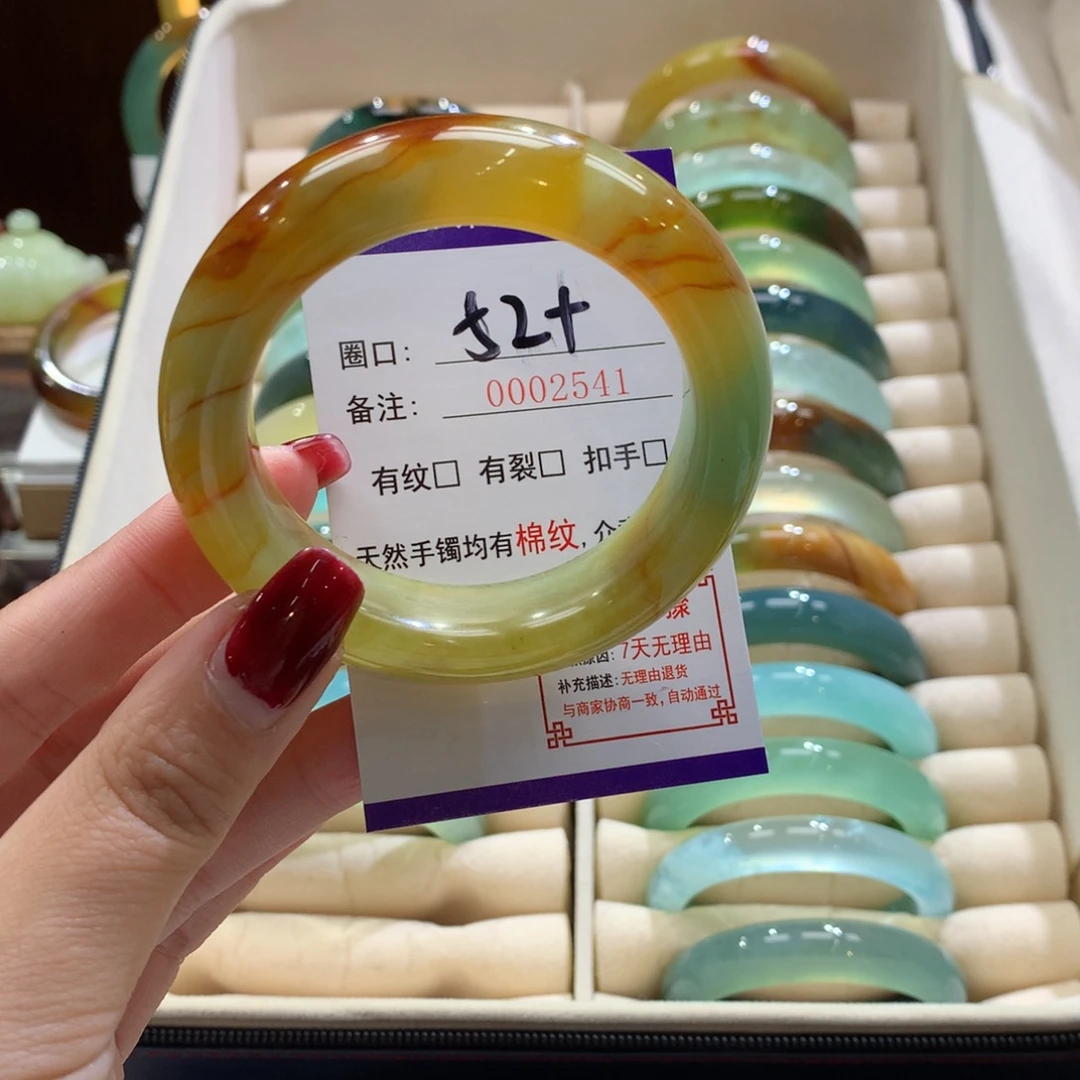 圈口: 52+
备注: 0002541
有纹□ 有裂□ 扣手□
天然手镯均有棉纹,
7天无理由
补充描述:无理由退货
与商家协商一致,自动通过